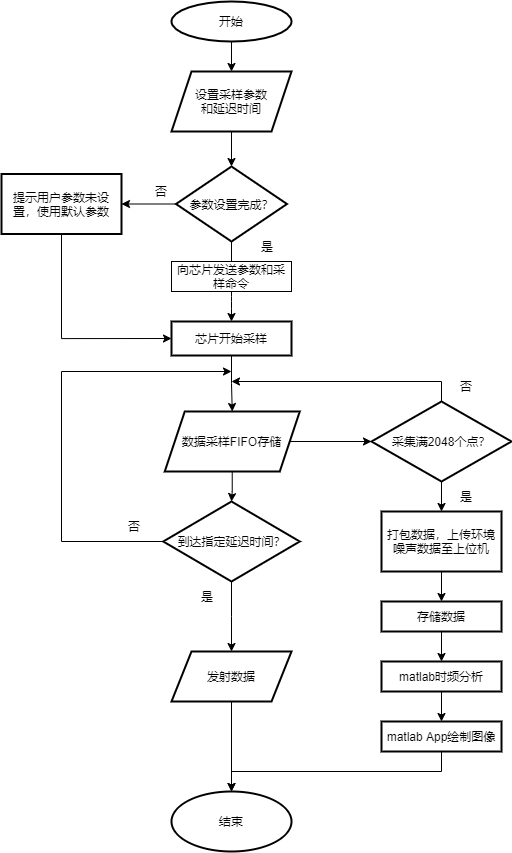 开始
设置采样参数
和延迟时间
提示用户参数未设
置，使用默认参数
否
参数设置完成？
是
向芯片发送参数和采
样命令
芯片开始采样
否
数据采样FIFO存储
采集满2048个点？
是
否
到达指定延迟时间？
打包数据，上传环境
噪声数据至上位机
是
存储数据
发射数据
matlab时频分析
matlab App绘制图像
结束